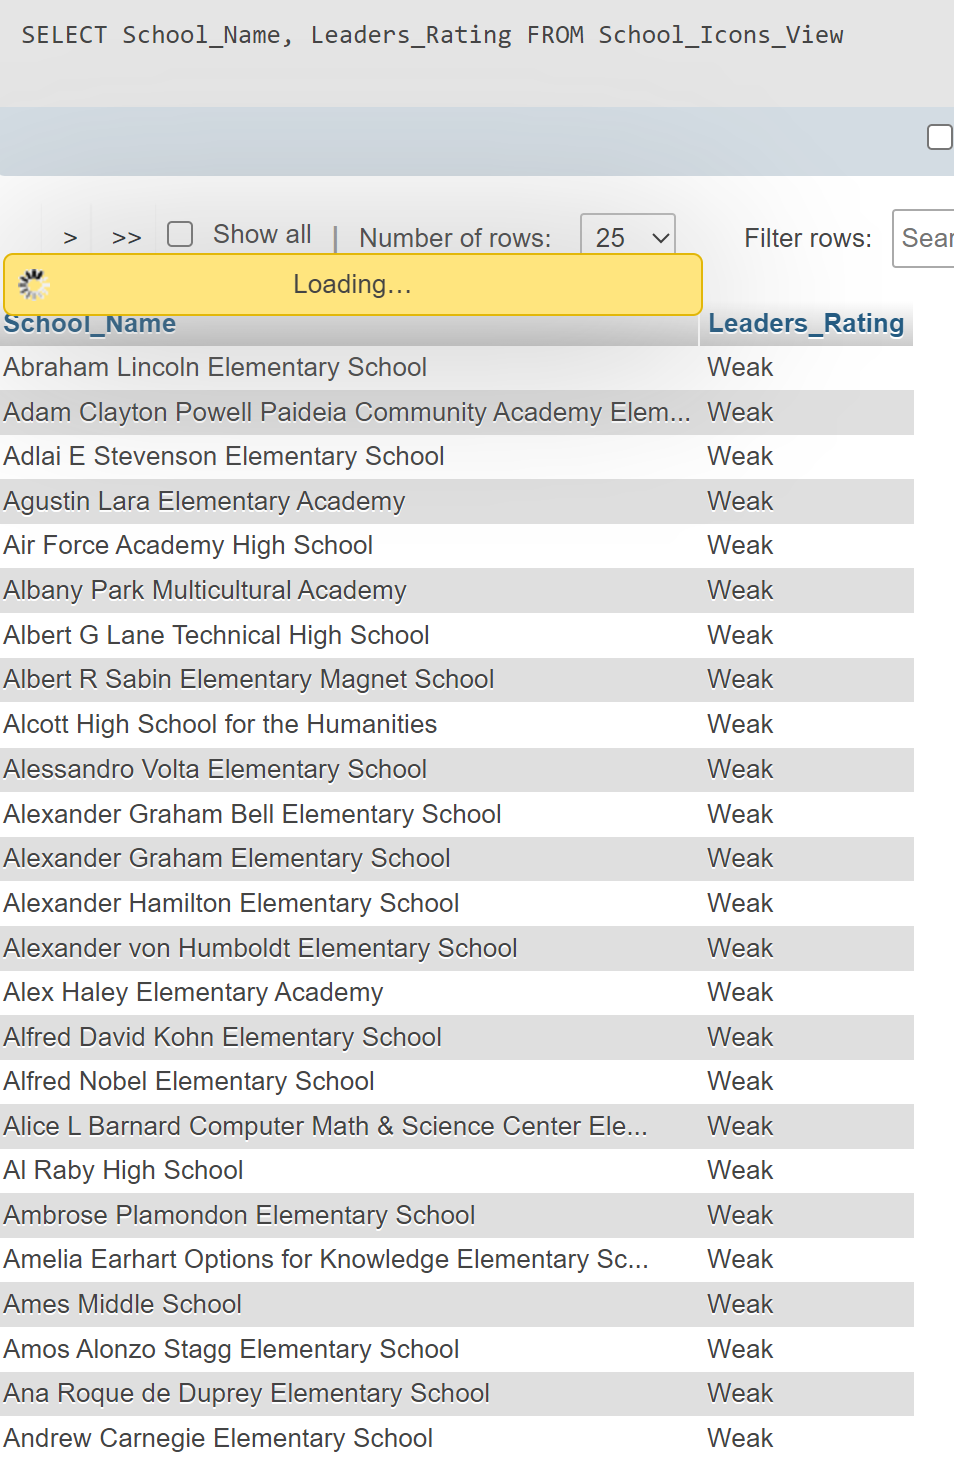 SELECT School_Name, Leaders_Rating FROM School_Icons_View
> >> Show all | Number of rows: 25 Filter rows: Sear
Loading...
School_Name Leaders_Rating
Abraham Lincoln Elementary School Weak
Adam Clayton Powell Paideia Community Academy Elem... Weak
Adlai E Stevenson Elementary School Weak
Agustin Lara Elementary Academy Weak
Air Force Academy High School Weak
Albany Park Multicultural Academy Weak
Albert G Lane Technical High School Weak
Albert R Sabin Elementary Magnet School Weak
Alcott High School for the Humanities Weak
Alessandro Volta Elementary School Weak
Alexander Graham Bell Elementary School Weak
Alexander Graham Elementary School Weak
Alexander Hamilton Elementary School Weak
Alexander von Humboldt Elementary School Weak
Alex Haley Elementary Academy Weak
Alfred David Kohn Elementary School Weak
Alfred Nobel Elementary School Weak
Alice L Barnard Computer Math & Science Center Ele... Weak
Al Raby High School Weak
Ambrose Plamondon Elementary School Weak
Amelia Earhart Options for Knowledge Elementary Sc... Weak
Ames Middle School Weak
Amos Alonzo Stagg Elementary School Weak
Ana Roque de Duprey Elementary School Weak
Andrew Carnegie Elementary School Weak